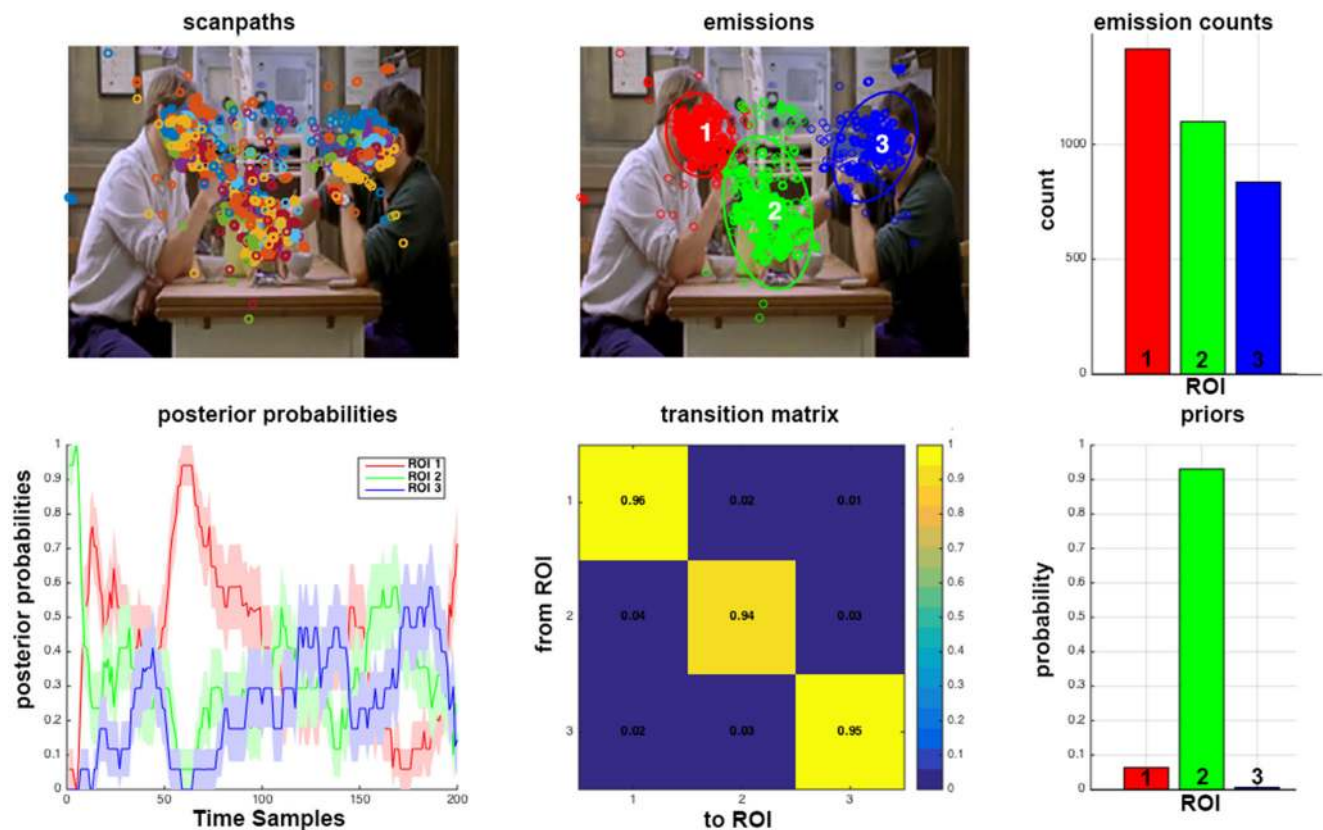 scanpaths
emissions
emission counts
1
2
3
count
1000
500
0
1 2 3
ROI
posterior probabilities
posterior probabilities
1
0.9
0.8
0.7
0.6
0.5
0.4
0.3
0.2
0.1
0
ROI 1
ROI 2
ROI 3
0 50 100 150 200
Time Samples
transition matrix
from ROI
1
2
3
0.96 0.02 0.01
0.04 0.94 0.03
0.02 0.03 0.95
1 2 3
to ROI
1
0.9
0.8
0.7
0.6
0.5
0.4
0.3
0.2
0.1
0
priors
probability
1
0.9
0.8
0.7
0.6
0.5
0.4
0.3
0.2
0.1
0
1 2 3
ROI